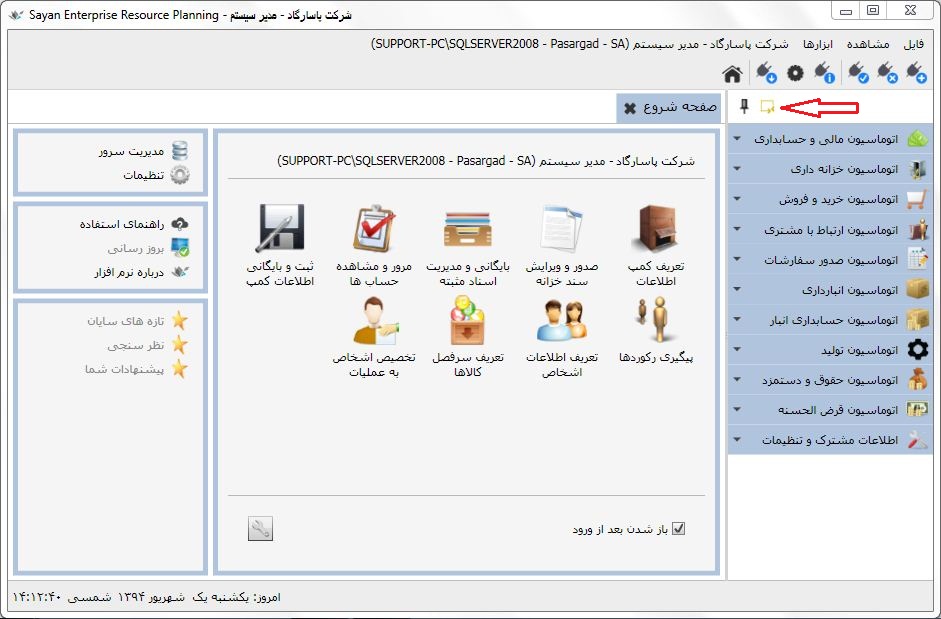 شرکت پاسارگاد - مدیر سیستم - Sayan Enterprise Resource Planning
فایل مشاهده ابزارها شرکت پاسارگاد - مدیر سیستم (SUPPORT-PC\SQLSERVER2008 - Pasargad - SA)
صفحه شروع
اتوماسیون مالی و حسابداری
اتوماسیون خزانه داری
اتوماسیون خرید و فروش
اتوماسیون ارتباط با مشتری
اتوماسیون صدور سفارشات
اتوماسیون انبارداری
اتوماسیون حسابداری انبار
اتوماسیون تولید
اتوماسیون حقوق و دستمزد
اتوماسیون قرض الحسنه
اطلاعات مشترک و تنظیمات
شرکت پاسارگاد - مدیر سیستم (SUPPORT-PC\SQLSERVER2008 - Pasargad - SA)
تعریف کمپ
اطلاعات
صدور و ویرایش
سند خزانه
بایگانی و مدیریت
اسناد مثبته
مرور و مشاهده
حساب ها
ثبت و بایگانی
اطلاعات کمپ
پیگیری رکوردها
تعریف اطلاعات
اشخاص
تعریف سرفصل
کالاها
تخصیص اشخاص
به عملیات
باز شدن بعد از ورود
مدیریت سرور
تنظیمات
راهنمای استفاده
بروز رسانی
درباره نرم افزار
تازه های سایان
نظر سنجی
پیشنهادات شما
امروز: یکشنبه یک شهریور ۱۳۹۴ شمسی ۱۴:۱۲:۴۰